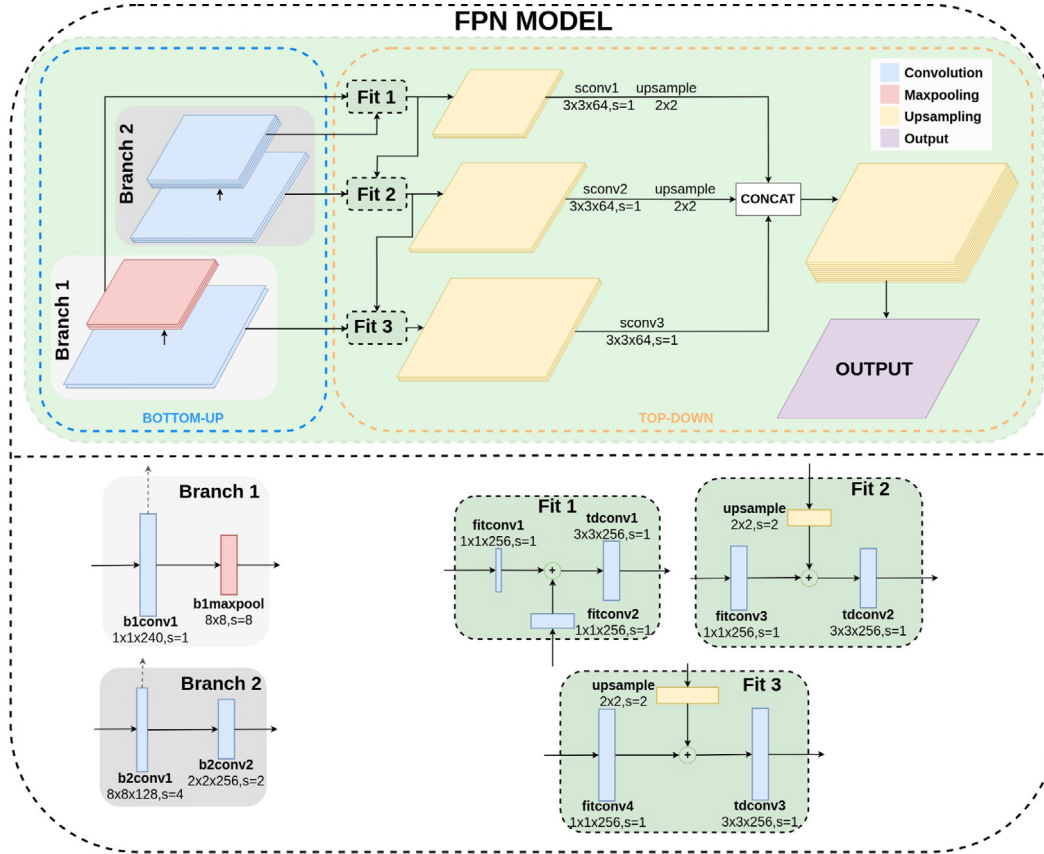 FPN MODEL
Branch 2
Branch 1
BOTTOM-UP
Fit 1
Fit 2
Fit 3
sconv1 upsample
3x3x64,s=1 2x2
sconv2 upsample
3x3x64,s=1 2x2
sconv3
3x3x64,s=1
CONCAT
Convolution
Maxpooling
Upsampling
Output
OUTPUT
TOP-DOWN
Branch 1
b1conv1
1x1x240,s=1
b1maxpool
8x8,s=8
Branch 2
b2conv1
8x8x128,s=4
b2conv2
2x2x256,s=2
Fit 1
fitconv1
1x1x256,s=1
tdconv1
3x3x256,s=1
+
fitconv2
1x1x256,s=1
Fit 2
upsample
2x2,s=2
+
fitconv3
1x1x256,s=1
tdconv2
3x3x256,s=1
Fit 3
upsample
2x2,s=2
+
fitconv4
1x1x256,s=1
tdconv3
3x3x256,s=1